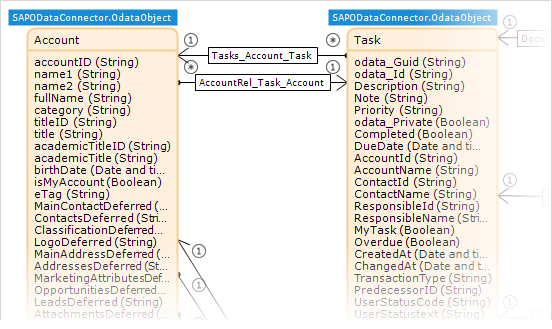 SAPODataConnector.OdataObject
Account
accountID (String)
name1 (String)
name2 (String)
fullName (String)
category (String)
titleID (String)
title (String)
academicTitleID (String)
academicTitle (String)
birthDate (Date and ti...
isMyAccount (Boolean)
eTag (String)
MainContactDeferred (...
ContactsDeferred (Stri...
ClassificationDeferred...
LogoDeferred (String)
MainAddressDeferred (...
AddressesDeferred (St...
MarketingAttributesDef...
OpportunitiesDeferred ...
LeadsDeferred (String)
AttachmentsDeferred (...
1
Tasks_Account_Task
*
*
AccountRel_Task_Account
1
1
1
SAPODataConnector.OdataObject
Task
odata_Guid (String)
odata_Id (String)
Description (String)
Note (String)
Priority (String)
odata_Private (Boolean)
Completed (Boolean)
DueDate (Date and ti...
AccountId (String)
AccountName (String)
ContactId (String)
ContactName (String)
ResponsibleId (String)
ResponsibleName (String)
MyTask (Boolean)
Overdue (Boolean)
CreatedAt (Date and ti...
ChangedAt (Date and ...
TransactionType (String)
PredecessorID (String)
UserStatusCode (String)
UserStatustext (String)
1
Docu
1
1